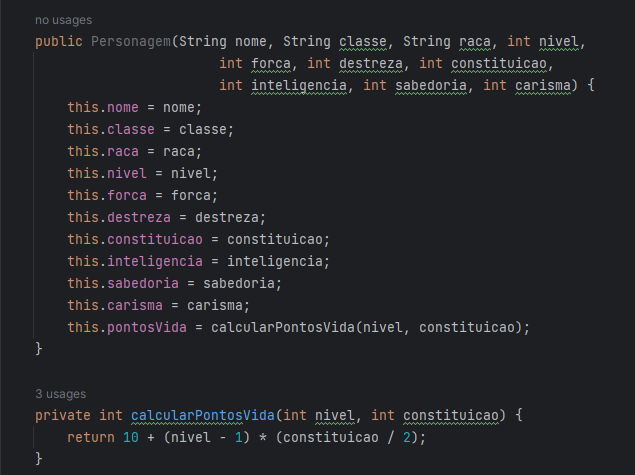 no usages
public Personagem(String nome, String classe, String raca, int nivel,
int forca, int destreza, int constituicao,
int inteligencia, int sabedoria, int carisma) {
this.nome = nome;
this.classe = classe;
this.raca = raca;
this.nivel = nivel;
this.forca = forca;
this.destreza = destreza;
this.constituicao = constituicao;
this.inteligencia = inteligencia;
this.sabedoria = sabedoria;
this.carisma = carisma;
this.pontosVida = calcularPontosVida(nivel, constituicao);
}
3 usages
private int calcularPontosVida(int nivel, int constituicao) {
return 10 + (nivel - 1) * (constituicao / 2);
}